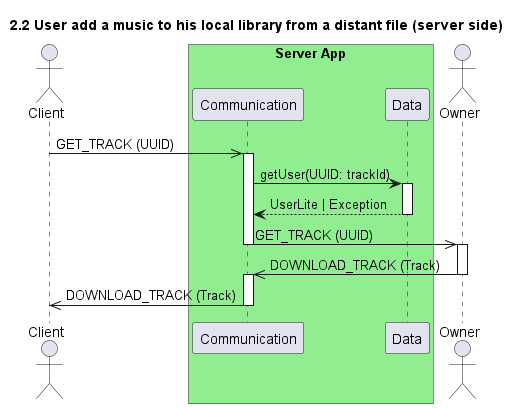 2.2 User add a music to his local library from a distant file (server side)
Server App
Client
Communication
Data
Owner
GET_TRACK (UUID)
getUser(UUID: trackId)
UserLite | Exception
GET_TRACK (UUID)
DOWNLOAD_TRACK (Track)
DOWNLOAD_TRACK (Track)
Client
Communication
Data
Owner